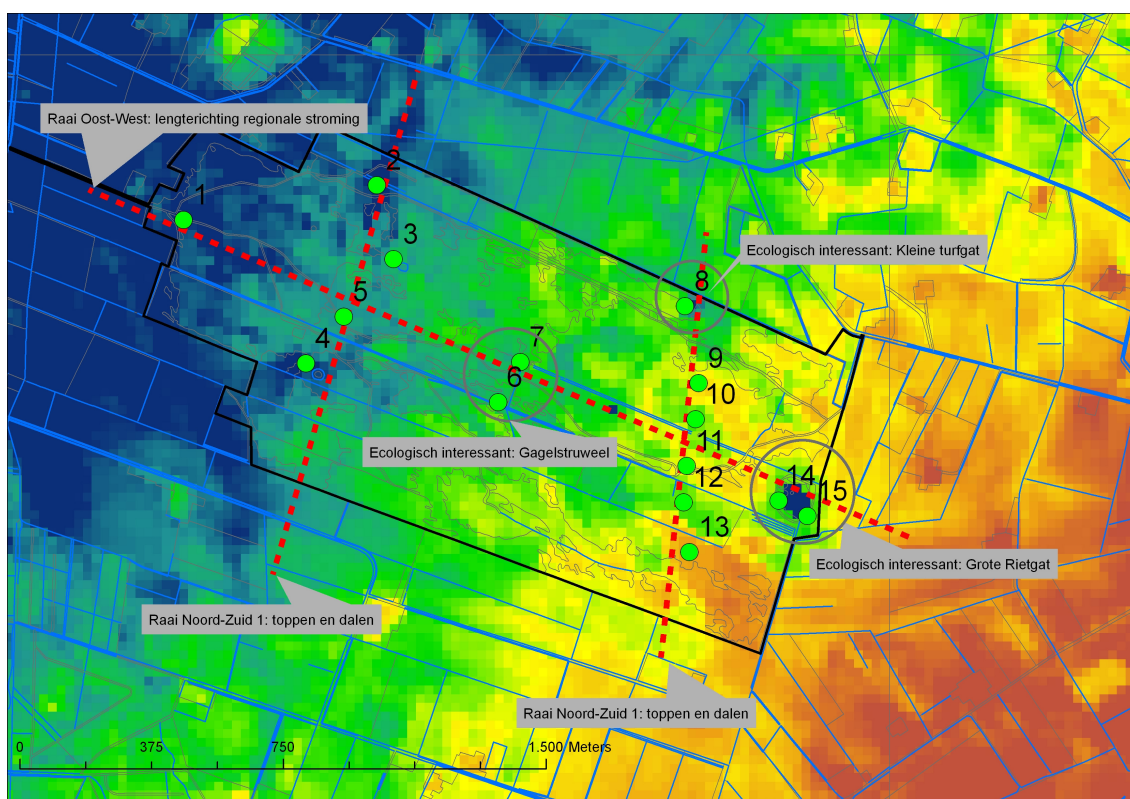 Raai Oost-West: lengterichting regionale stroming
1
2
3
4
5
6
7
8
Ecologisch interessant: Kleine turfgat
9
10
11
12
13
14
15
Ecologisch interessant: Gagelstruweel
Ecologisch interessant: Grote Rietgat
Raai Noord-Zuid 1: toppen en dalen
Raai Noord-Zuid 1: toppen en dalen
0 375 750 1.500 Meters